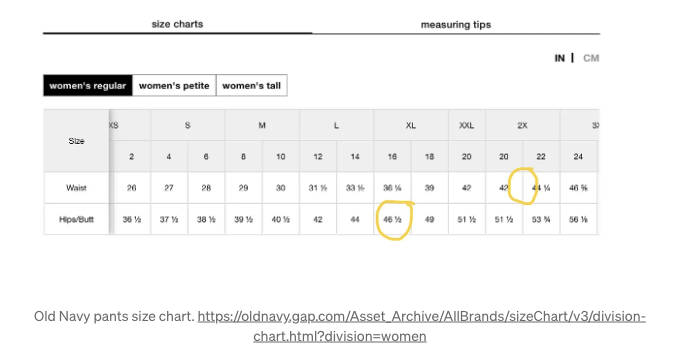 size charts measuring tips
IN | CM
women's regular women's petite women's tall
Size XS S M L XL XXL 2X
2 4 6 8 10 12 14 16 18 20 20 22 24
Waist 26 27 28 29 30 31 ½ 33 ½ 36 ¼ 39 42 42 44 ¼ 46 ⅝
Hips/Butt 36 ½ 37 ½ 38 ½ 39 ½ 40 ½ 42 44 46 ½ 49 51 ½ 51 ½ 53 ¾ 56 ⅛
Old Navy pants size chart. https://oldnavy.gap.com/Asset_Archive/AllBrands/sizeChart/v3/division-
chart.html?division=women